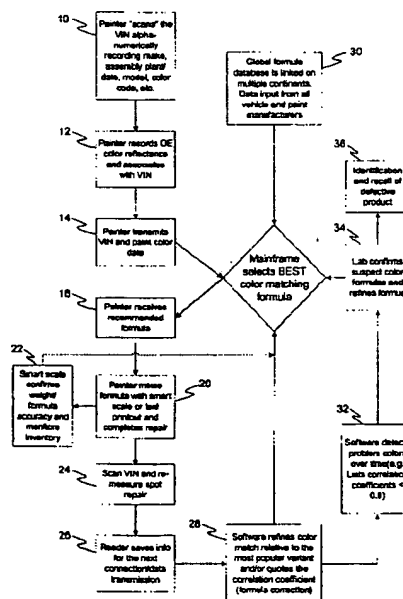 10
Painter "scans" the
VIN alpha-
numerically
recording make,
assembly plant/
date, model, color
code, etc.
12
Painter records OE
color reflectance
and associates
with VIN
14
Painter transmits
VIN and paint color
data
16
Painter receives
recommended
formula
22
Smart scale
confirms
weight/
formula
accuracy and
monitors
inventory
20
Painter mixes
formula with smart
scale or text
printout and
completes repair
24
Scan VIN and re-
measure spot
repair
26
Reader saves info
for the next
connection/data
transmission
30
Global formula
database is linked on
multiple continents.
Data input from all
vehicle and paint
manufacturers
Mainframe
selects BEST
color matching
formula
28
Software refines color
match relative to the
most popular variant
and/or quotes the
correlation coefficient
(formula correction)
36
Identification
and recall of
defective
product
34
Lab confirms
suspect color
formulas and
refines formula
32
Software detects
problem colors
over time(e.g.
Lists correlation
coefficients <
0.8)